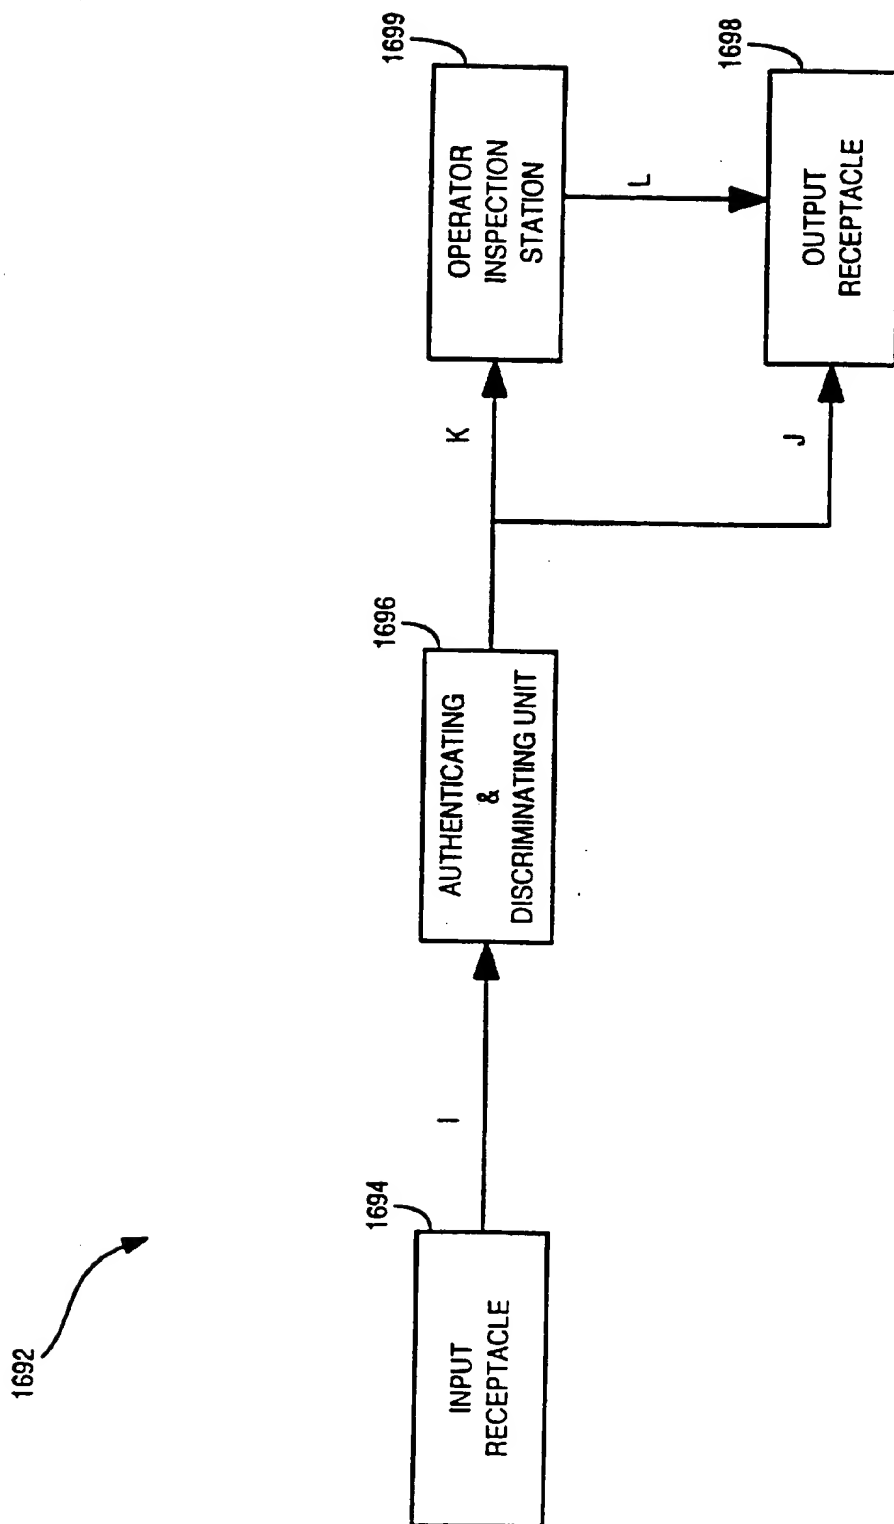 1692
1694
INPUT
RECEPTACLE
I
1696
AUTHENTICATING
&
DISCRIMINATING UNIT
K
J
1699
OPERATOR
INSPECTION
STATION
L
1698
OUTPUT
RECEPTACLE